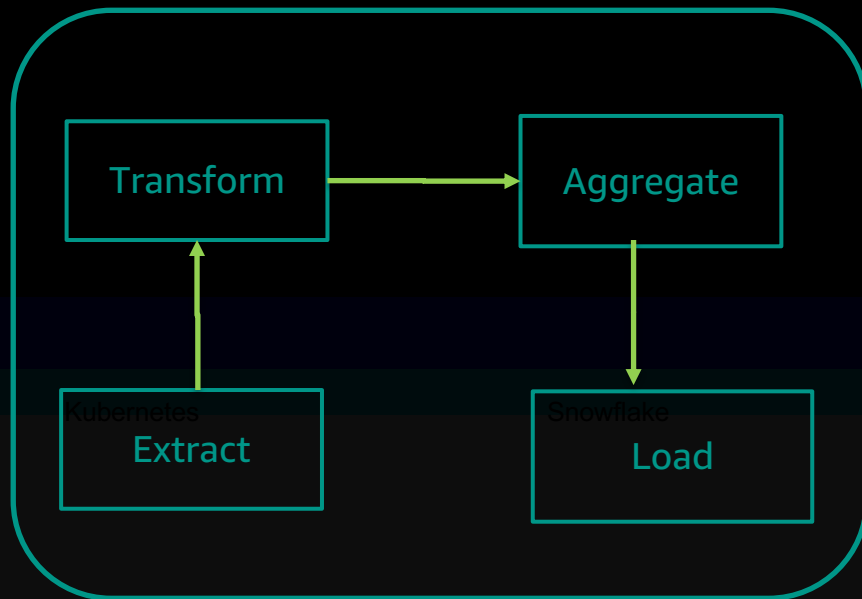 Transform
Aggregate
Kubernetes
Extract
Snowflake
Load